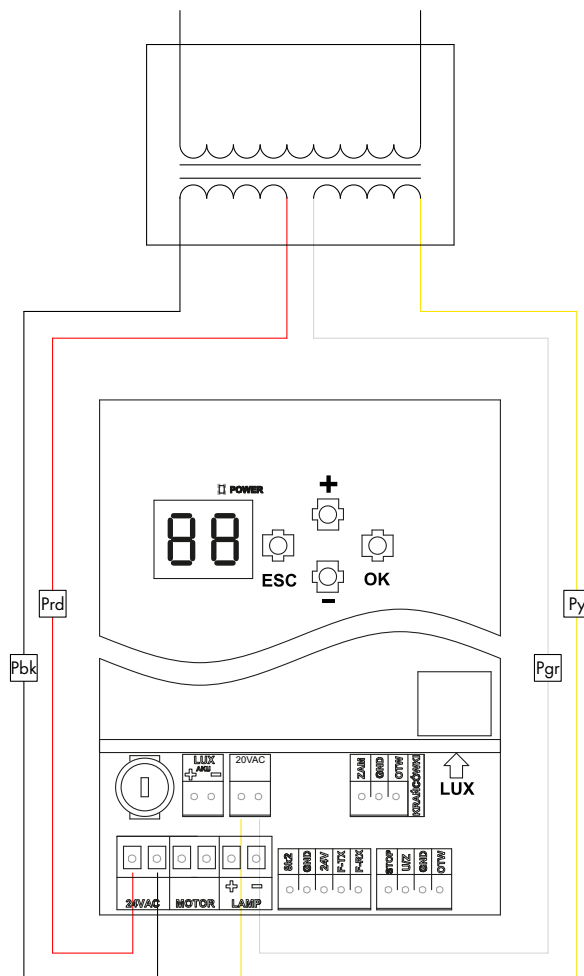 POWER
+
88
ESC
OK
-
Prd
Py
Pbk
Pgr
LUX
AKU
+ -
20VAC
ZAM
GND
OTW
KRAŃCÓWKI
LUX
Sk2
GND
24V
F-TX
F-RX
STOP
U/Z
GND
OTW
+ -
24VAC
MOTOR
LAMP